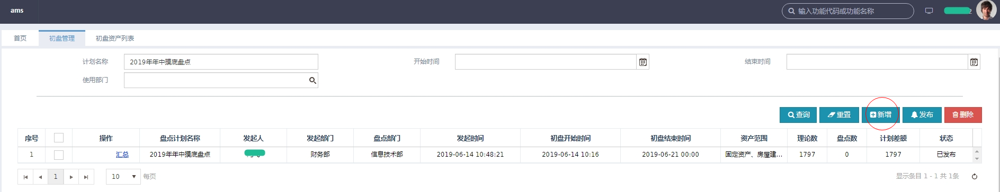 ams 输入功能代码或功能名称
首页 初盘管理 初盘资产列表
计划名称 2019年年中摸底盘点 开始时间 结束时间
使用部门
查询 重置 新增 发布 删除
序号 操作 盘点计划名称 发起人 发起部门 盘点部门 发起时间 初盘开始时间 初盘结束时间 资产范围 理论数 盘点数 计划差额 状态
1 汇总 2019年年中摸底盘点 财务部 信息技术部 2019-06-14 10:48:21 2019-06-14 10:16 2019-06-21 00:00 固定资产、房屋建... 1797 0 1797 已发布
1 10 每页 显示条目 1 - 1 共 1条